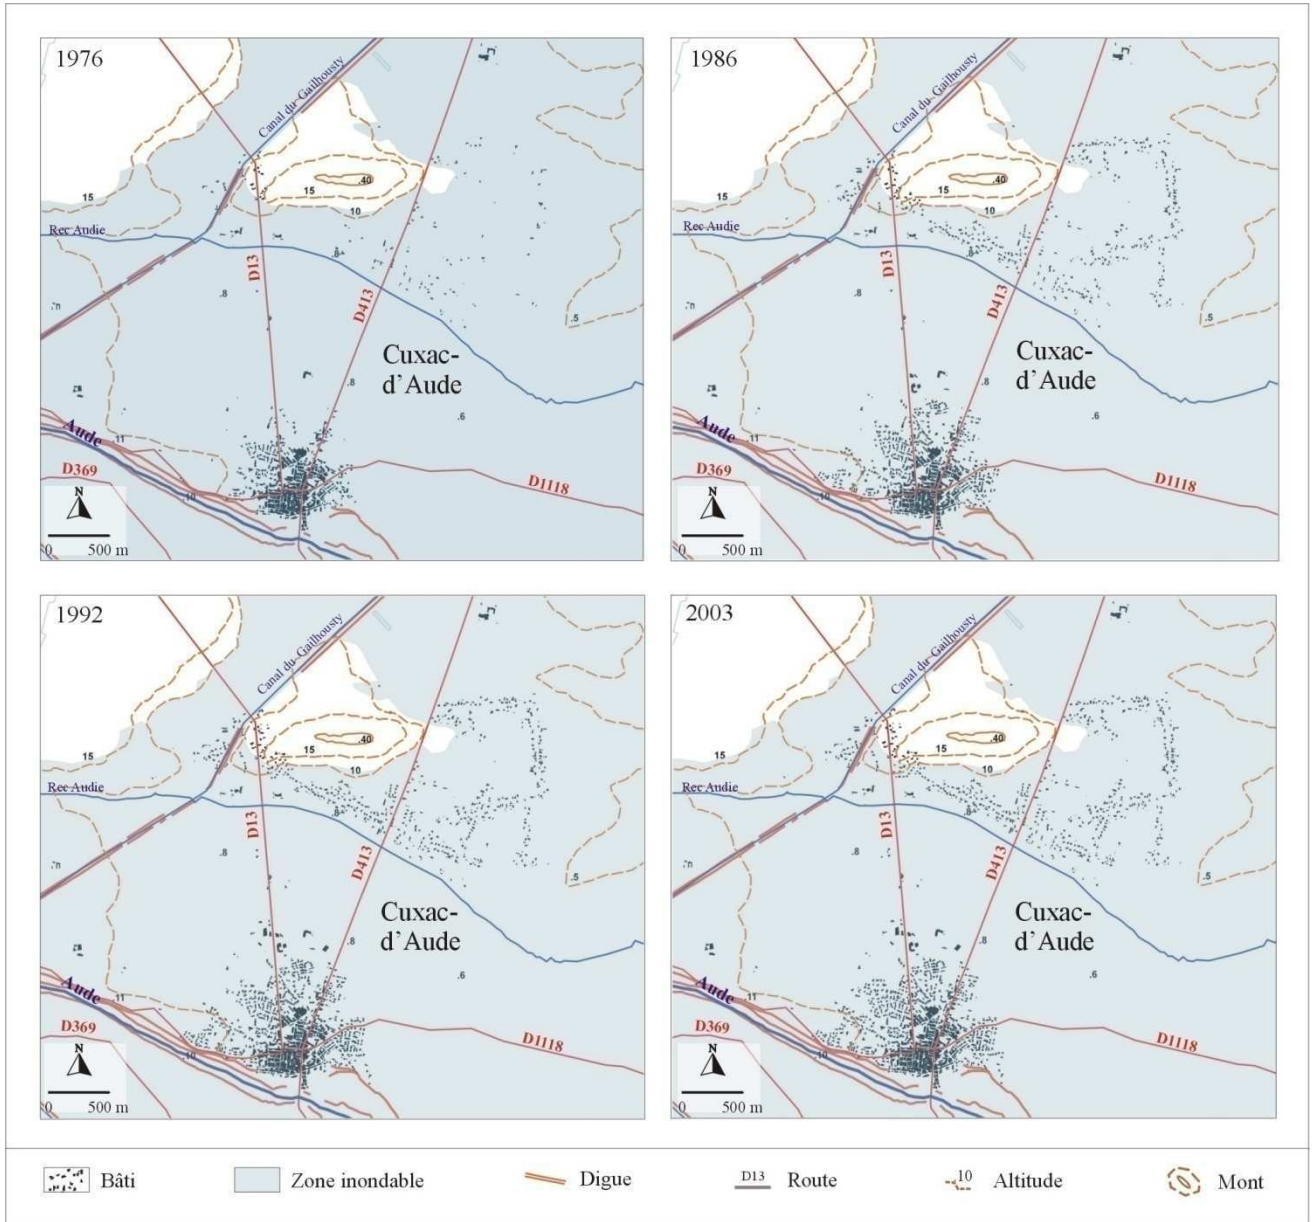 1976
Canal du Gailhousty
.40
15
10
15
Rec Audie
D13
.8
.8
D413
.5
Cuxac-
d'Aude
.8
.6
Aude
.11
D369
.10
D1118
N
0 500 m
1986
Canal du Gailhousty
.40
15
10
15
Rec Audie
D13
.8
.8
D413
.5
Cuxac-
d'Aude
.8
.6
Aude
.11
D369
.10
D1118
N
0 500 m
1992
Canal du Gailhousty
.40
15
10
15
Rec Audie
D13
.8
.8
D413
.5
Cuxac-
d'Aude
.8
.6
Aude
.11
D369
.10
D1118
N
0 500 m
2003
Canal du Gailhousty
.40
15
10
15
Rec Audie
D13
.8
.8
D413
.5
Cuxac-
d'Aude
.8
.6
Aude
.11
D369
.10
D1118
N
0 500 m
Bâti
Zone inondable
Digue
D13 Route
10 Altitude
Mont